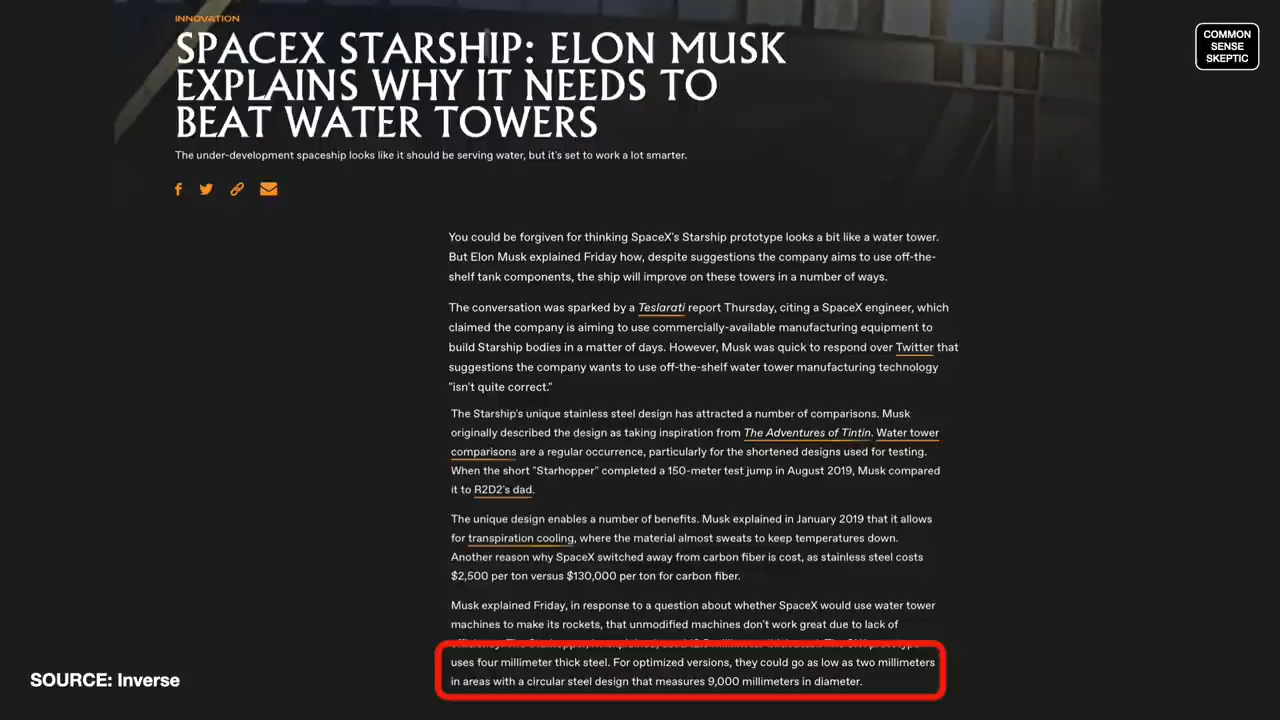 INNOVATION
SPACEX STARSHIP: ELON MUSK
EXPLAINS WHY IT NEEDS TO
BEAT WATER TOWERS
The under-development spaceship looks like it should be serving water, but it's set to work a lot smarter.
COMMON
SENSE
SKEPTIC
You could be forgiven for thinking SpaceX's Starship prototype looks a bit like a water tower.
But Elon Musk explained Friday how, despite suggestions the company aims to use off-the-
shelf tank components, the ship will improve on these towers in a number of ways.
The conversation was sparked by a Teslarati report Thursday, citing a SpaceX engineer, which
claimed the company is aiming to use commercially-available manufacturing equipment to
build Starship bodies in a matter of days. However, Musk was quick to respond over Twitter that
suggestions the company wants to use off-the-shelf water tower manufacturing technology
"isn't quite correct."
The Starship's unique stainless steel design has attracted a number of comparisons. Musk
originally described the design as taking inspiration from The Adventures of Tintin. Water tower
comparisons are a regular occurrence, particularly for the shortened designs used for testing.
When the short "Starhopper" completed a 150-meter test jump in August 2019, Musk compared
it to R2D2's dad.
The unique design enables a number of benefits. Musk explained in January 2019 that it allows
for transpiration cooling, where the material almost sweats to keep temperatures down.
Another reason why SpaceX switched away from carbon fiber is cost, as stainless steel costs
$2,500 per ton versus $130,000 per ton for carbon fiber.
Musk explained Friday, in response to a question about whether SpaceX would use water tower
machines to make its rockets, that unmodified machines don't work great due to lack of
uses four millimeter thick steel. For optimized versions, they could go as low as two millimeters
in areas with a circular steel design that measures 9,000 millimeters in diameter.
SOURCE: Inverse